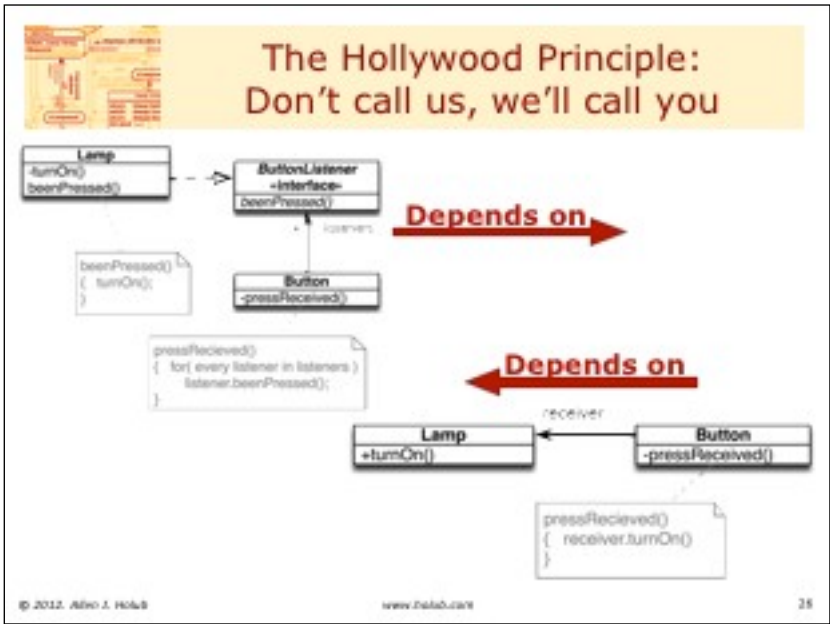 The Hollywood Principle:
Don't call us, we'll call you
Lamp
-turnOn()
beenPressed()
ButtonListener
«interface»
beenPressed()
Depends on
*
listeners
beenPressed()
{ turnOn();
}
Button
-pressReceived()
pressRecieved()
{ for( every listener in listeners )
listener.beenPressed();
}
Depends on
receiver
Lamp
+turnOn()
Button
-pressReceived()
pressRecieved()
{ receiver.turnOn()
}
© 2012. Allen I. Holub
www.holub.com